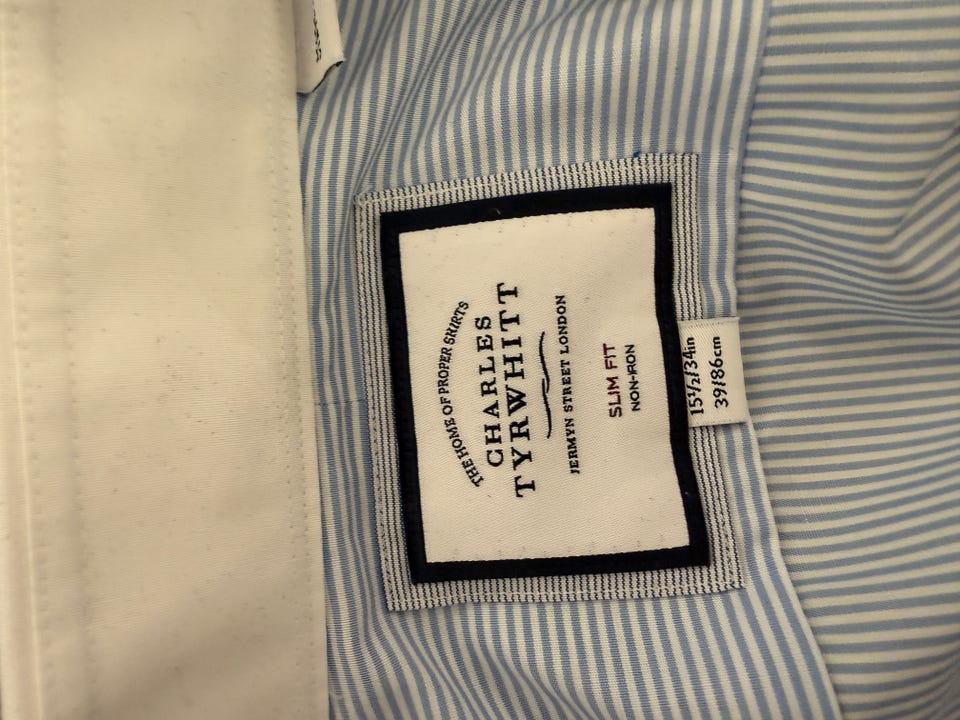 THE HOME OF PROPER SHIRTS
CHARLES
TYRWHITT
JERMYN STREET LONDON
SLIM FIT
NON-IRON
15½/34in
39/86cm